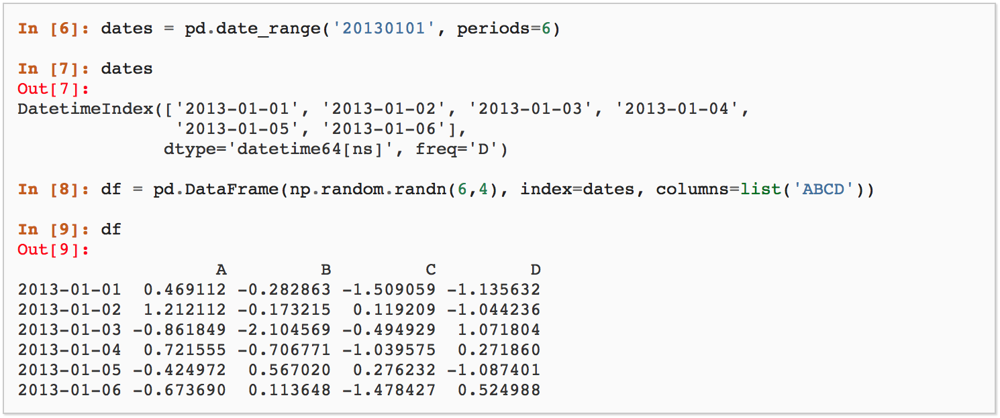 In [6]: dates = pd.date_range('20130101', periods=6)
In [7]: dates
Out[7]:
DatetimeIndex(['2013-01-01', '2013-01-02', '2013-01-03', '2013-01-04',
               '2013-01-05', '2013-01-06'],
              dtype='datetime64[ns]', freq='D')
In [8]: df = pd.DataFrame(np.random.randn(6,4), index=dates, columns=list('ABCD'))
In [9]: df
Out[9]:
                   A         B         C         D
2013-01-01  0.469112 -0.282863 -1.509059 -1.135632
2013-01-02  1.212112 -0.173215  0.119209 -1.044236
2013-01-03 -0.861849 -2.104569 -0.494929  1.071804
2013-01-04  0.721555 -0.706771 -1.039575  0.271860
2013-01-05 -0.424972  0.567020  0.276232 -1.087401
2013-01-06 -0.673690  0.113648 -1.478427  0.524988